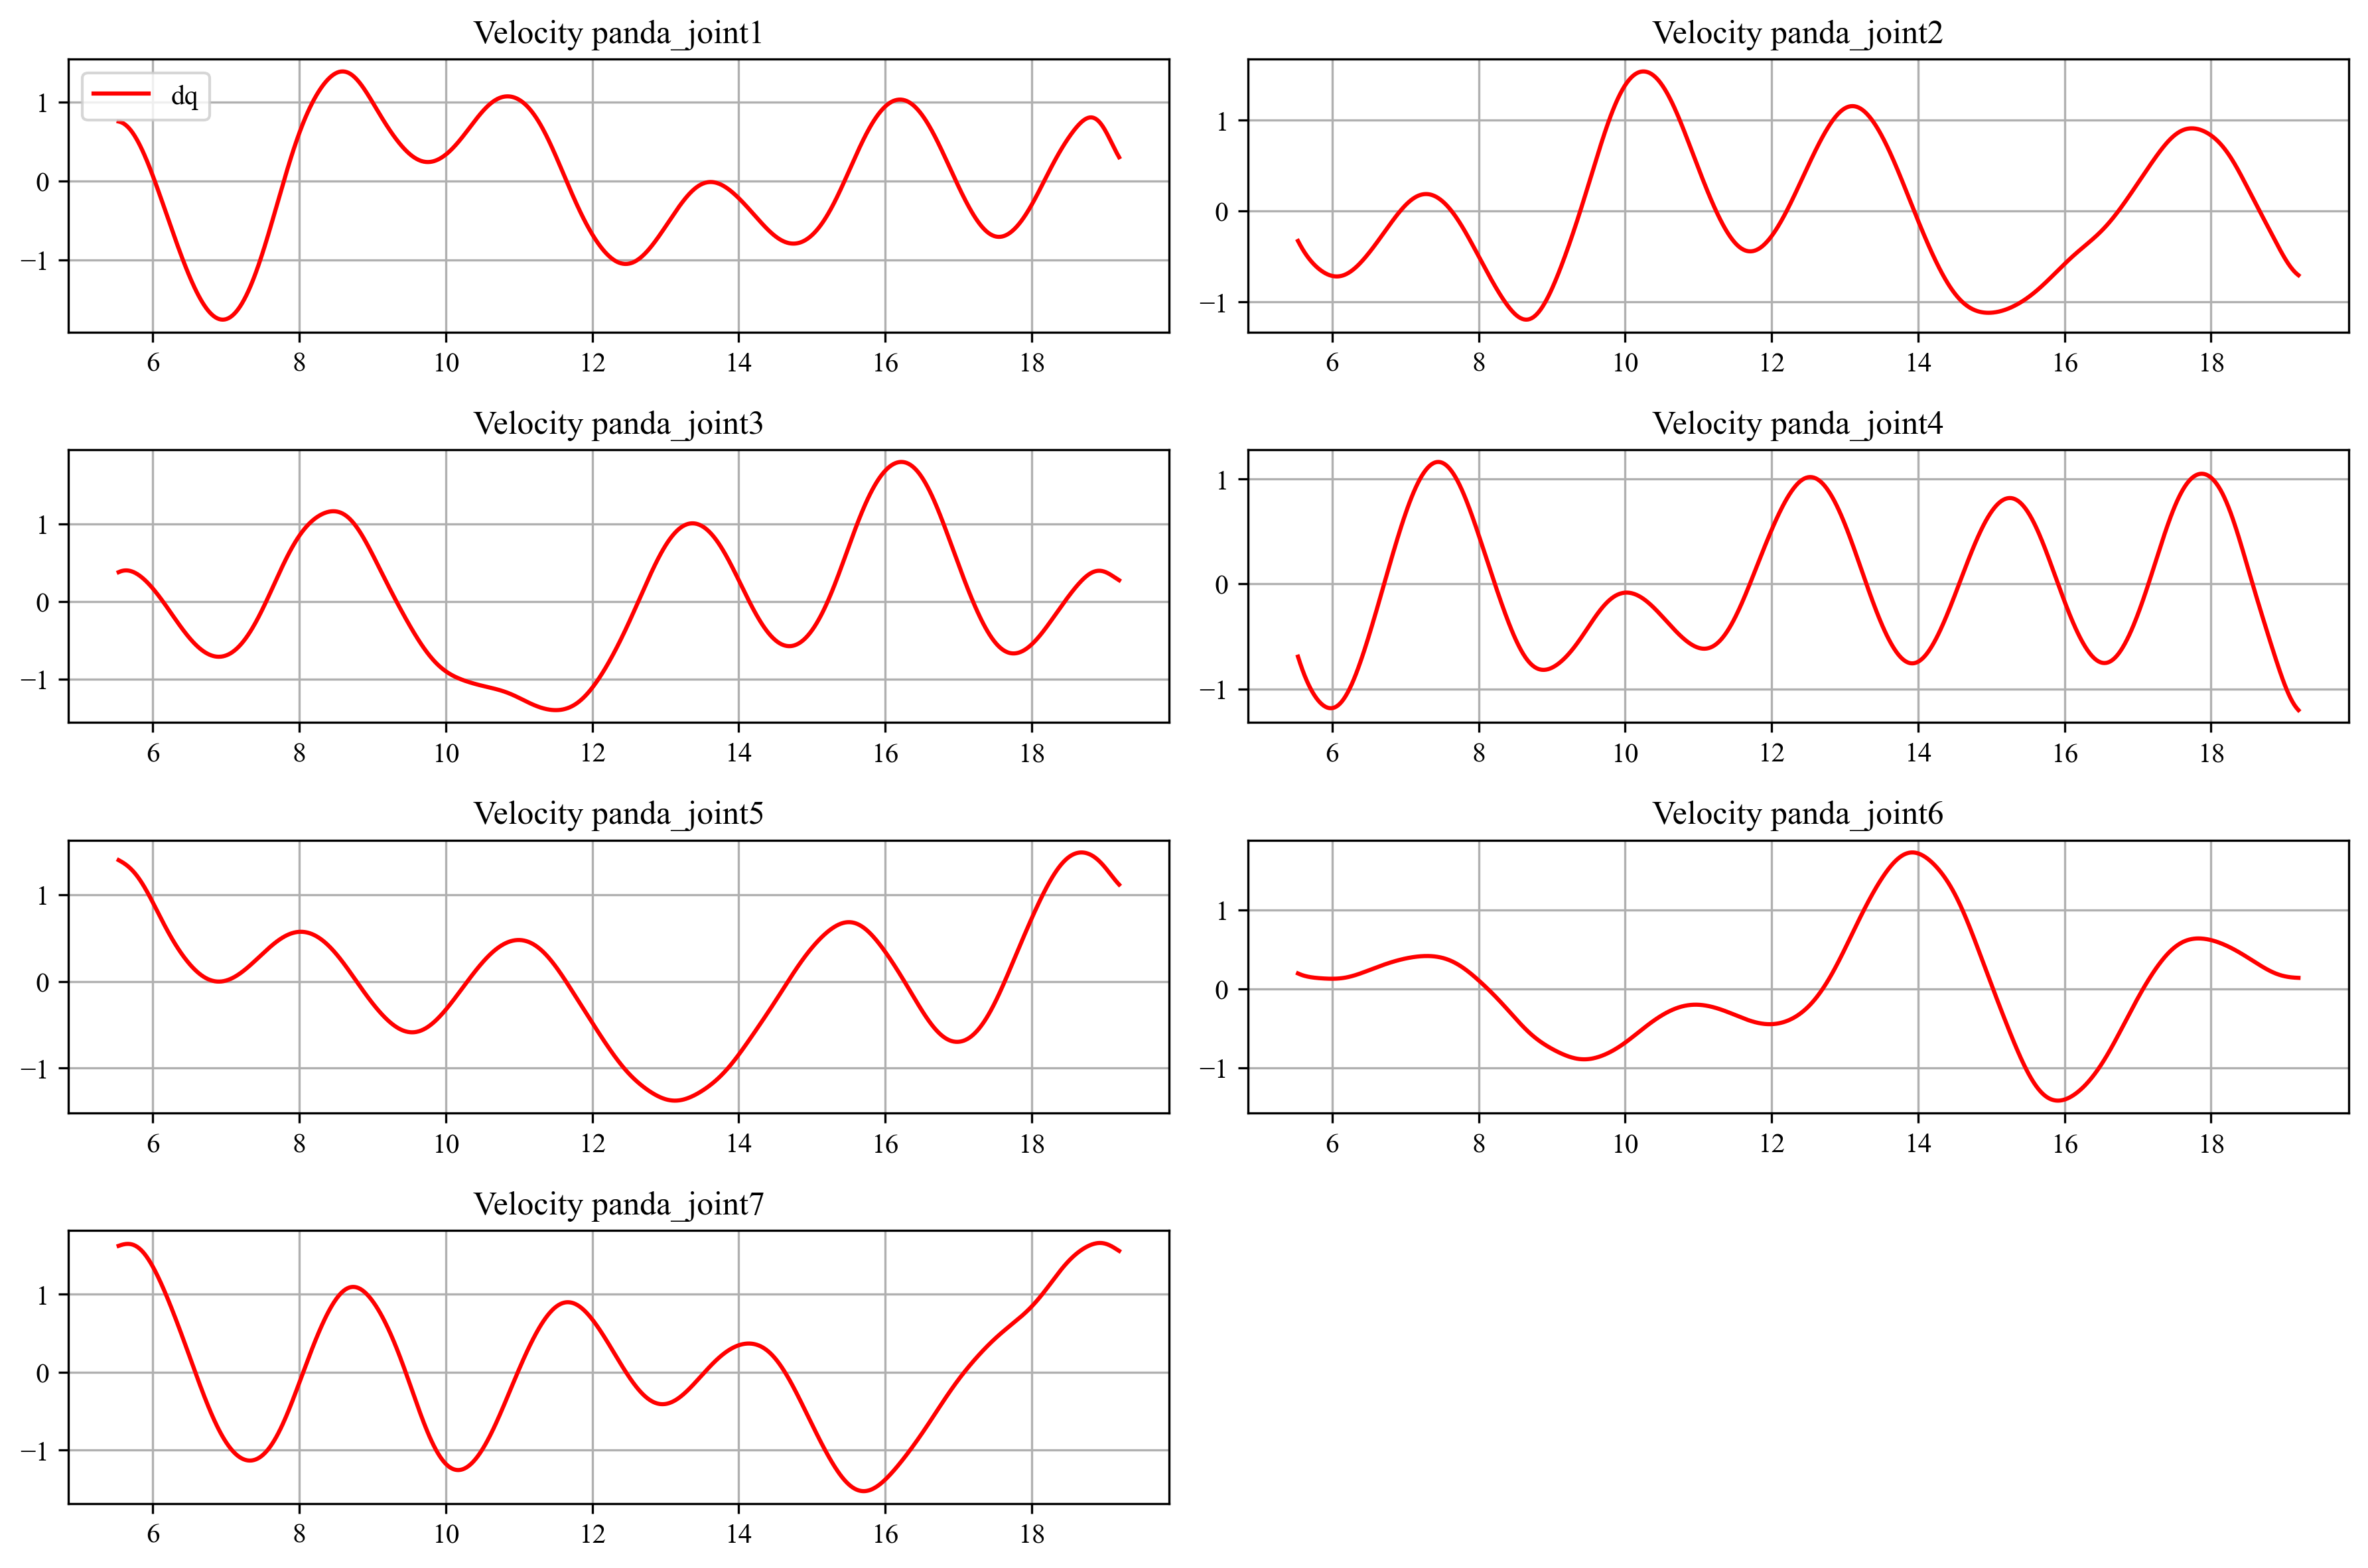 Velocity panda_joint1
dq
1
0
−1
6 8 10 12 14 16 18
Velocity panda_joint2
1
0
−1
6 8 10 12 14 16 18
Velocity panda_joint3
1
0
−1
6 8 10 12 14 16 18
Velocity panda_joint4
1
0
−1
6 8 10 12 14 16 18
Velocity panda_joint5
1
0
−1
6 8 10 12 14 16 18
Velocity panda_joint6
1
0
−1
6 8 10 12 14 16 18
Velocity panda_joint7
1
0
−1
6 8 10 12 14 16 18